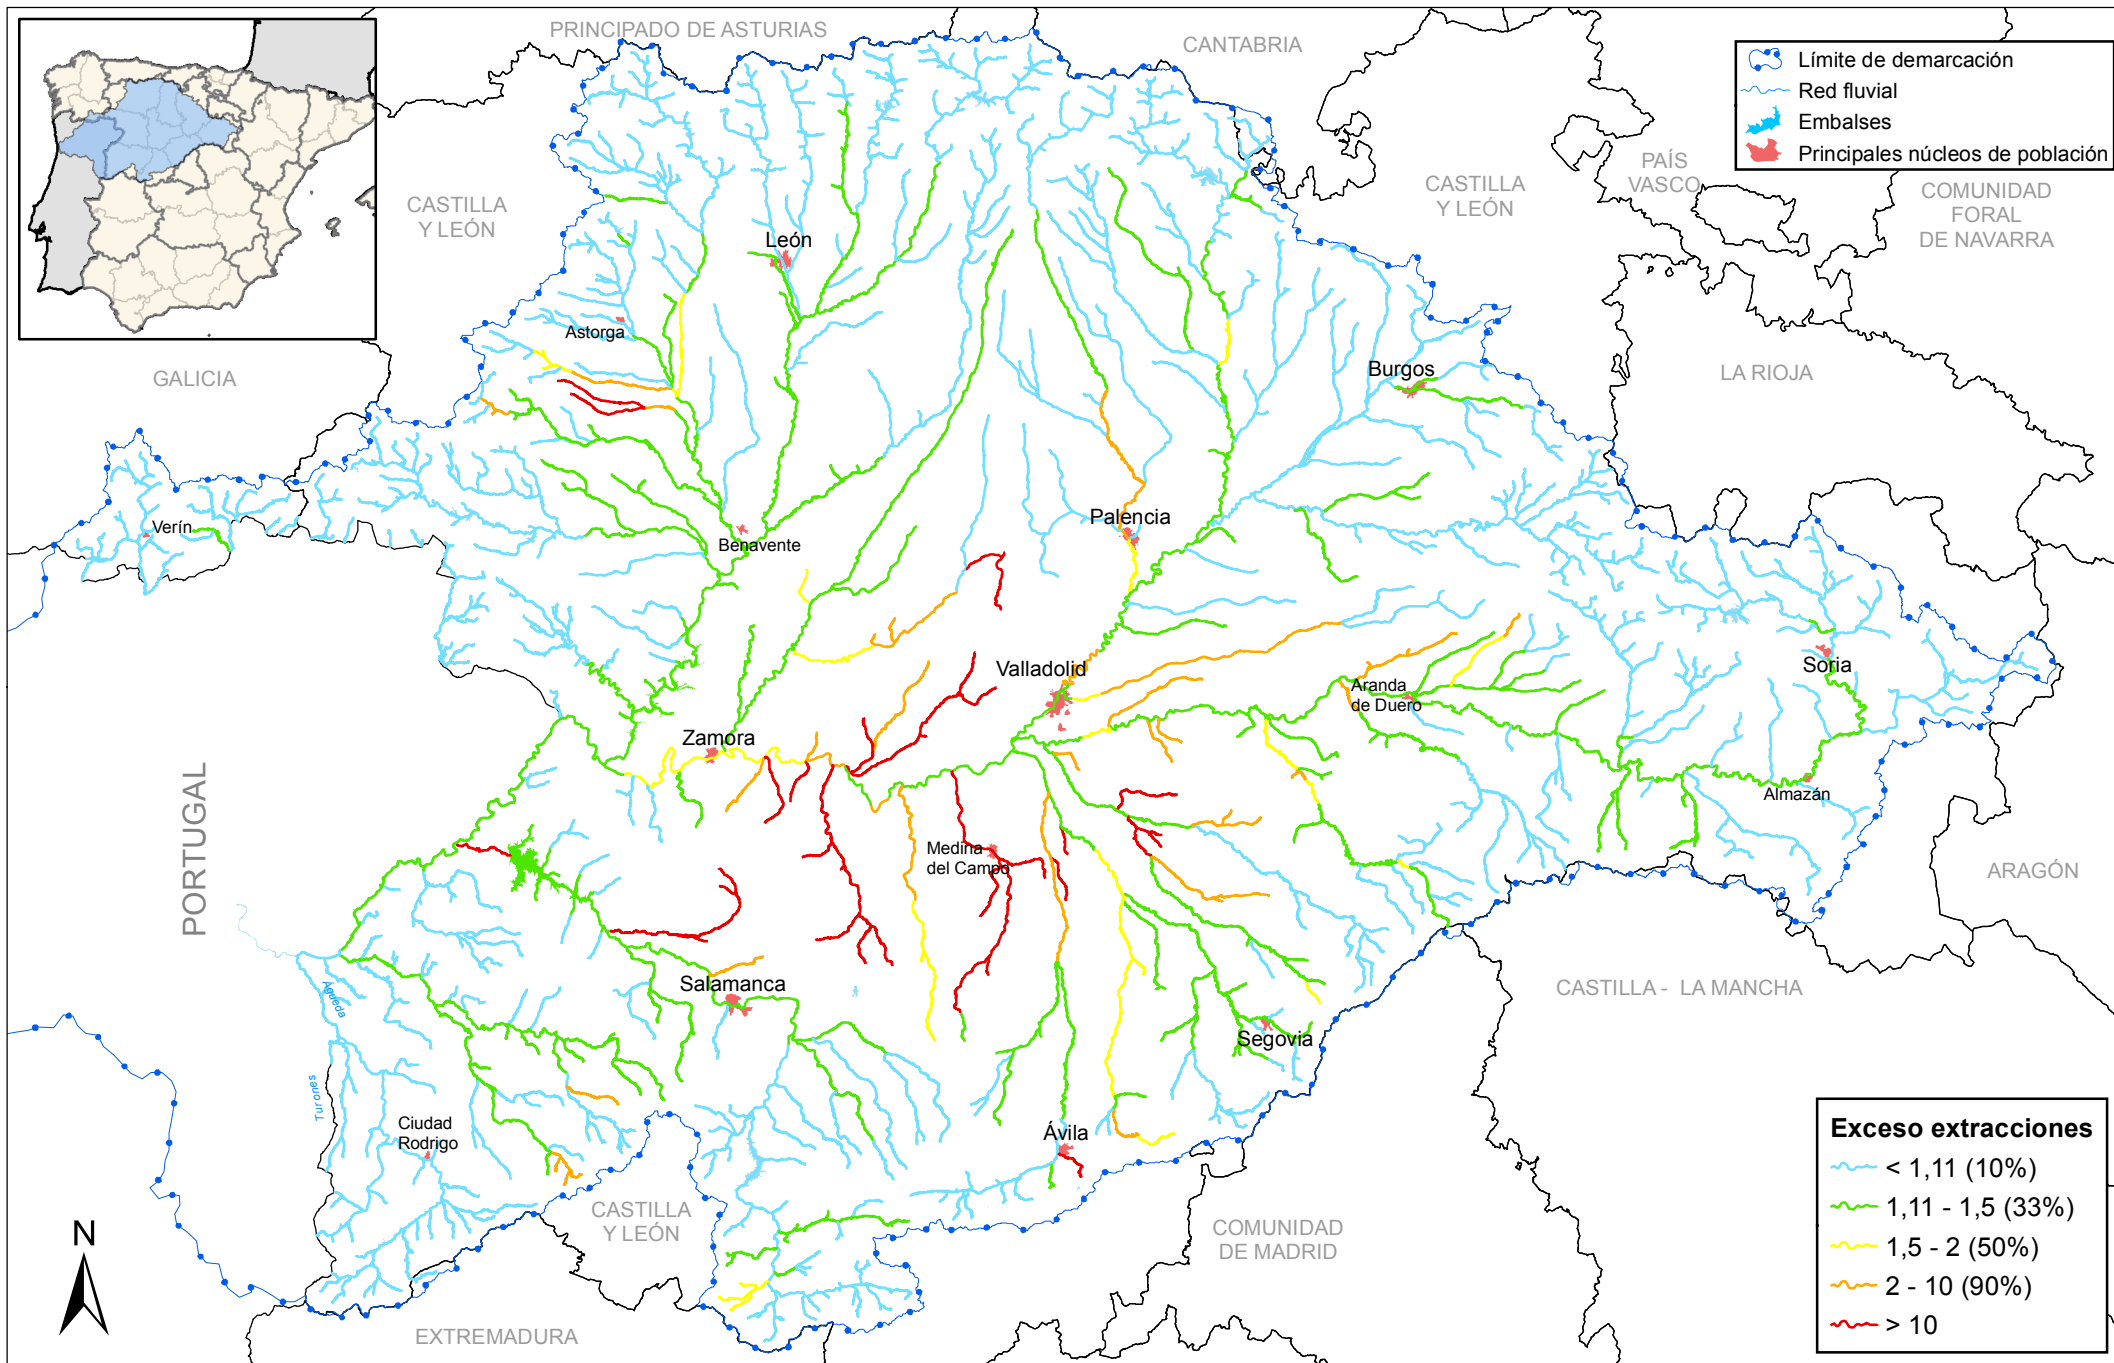 PRINCIPADO DE ASTURIAS
CANTABRIA
Límite de demarcación
Red fluvial
Embalses
Principales núcleos de población
PAÍS
VASCO
CASTILLA
Y LEÓN
COMUNIDAD
FORAL
DE NAVARRA
CASTILLA
Y LEÓN
León
Astorga
GALICIA
Burgos
LA RIOJA
Verín
Benavente
Palencia
Valladolid
Soria
Aranda
de Duero
Zamora
Almazán
PORTUGAL
Medina
del Campo
ARAGÓN
Salamanca
CASTILLA - LA MANCHA
Águeda
Segovia
Turones
Ciudad
Rodrigo
Ávila
CASTILLA
Y LEÓN
COMUNIDAD
DE MADRID
EXTREMADURA
N
Exceso extracciones
< 1,11 (10%)
1,11 - 1,5 (33%)
1,5 - 2 (50%)
2 - 10 (90%)
> 10